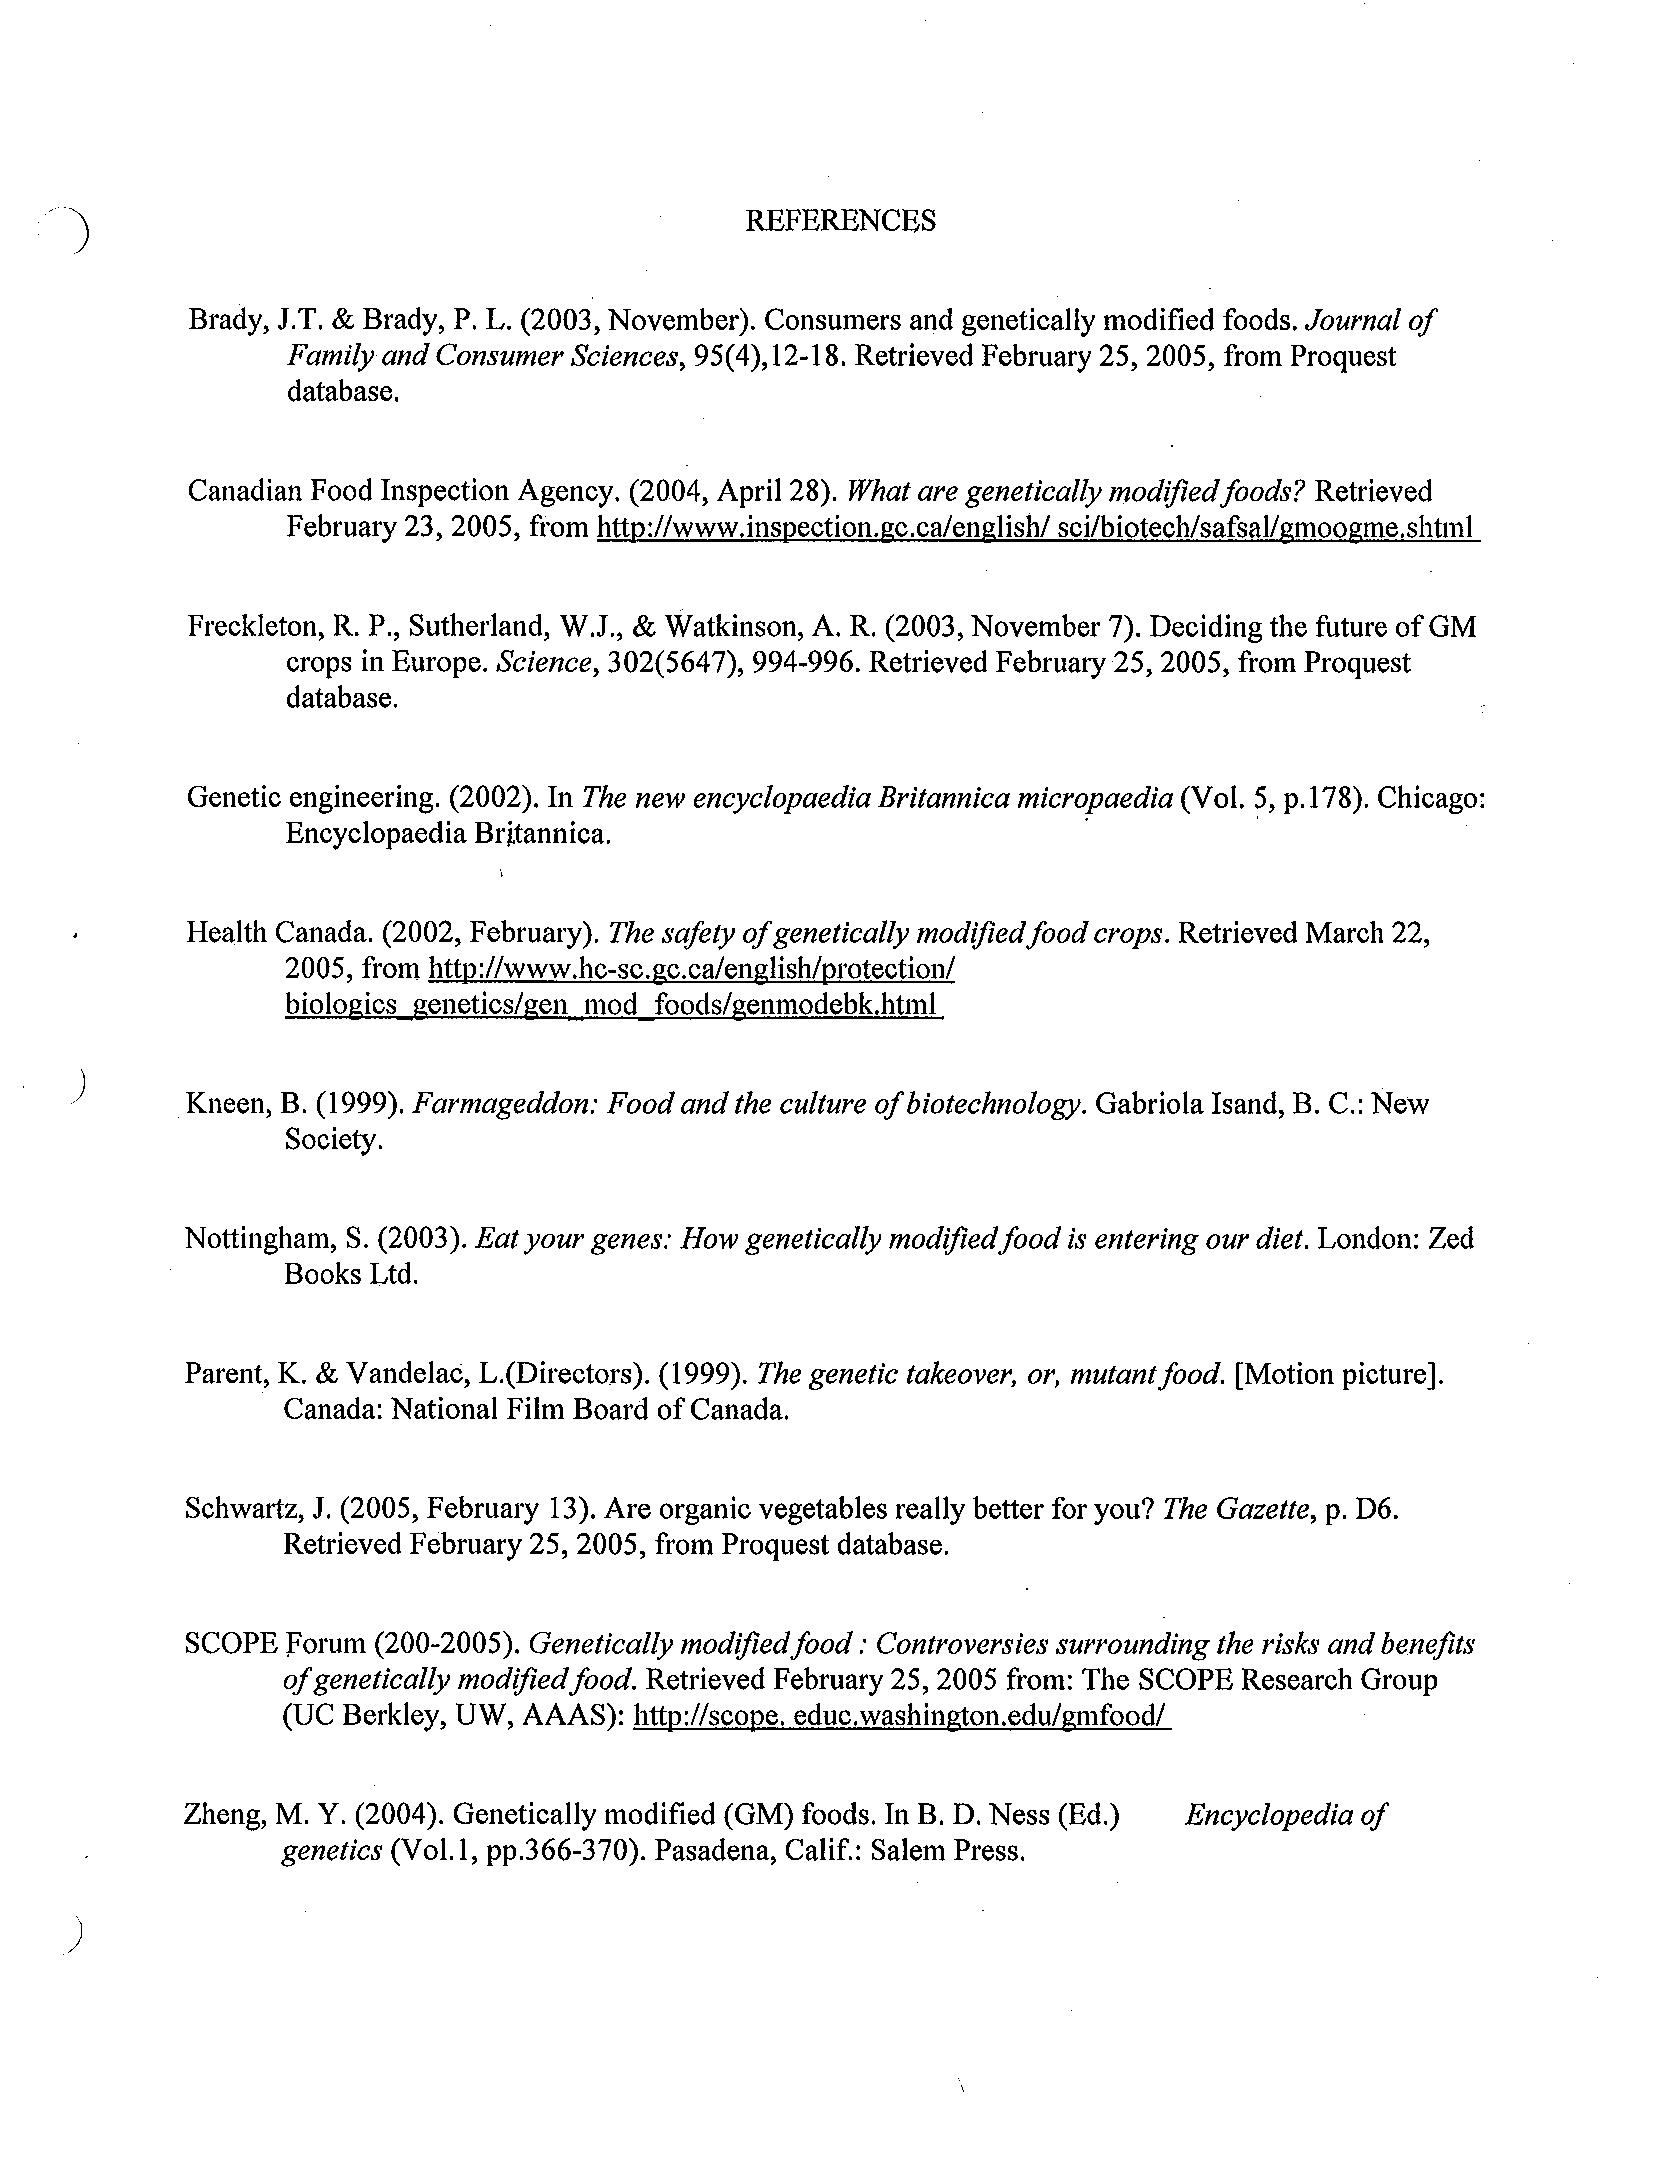 REFERENCES
Brady, J.T. & Brady, P. L. (2003, November). Consumers and genetically modified foods. Journal of
Family and Consumer Sciences, 95(4),12-18. Retrieved February 25, 2005, from Proquest
database.
Canadian Food Inspection Agency. (2004, April 28). What are genetically modified foods? Retrieved
February 23, 2005, from http://www.inspection.gc.ca/english/ sci/biotech/safsal/gmoogme.shtml
Freckleton, R. P., Sutherland, W.J., & Watkinson, A. R. (2003, November 7). Deciding the future of GM
crops in Europe. Science, 302(5647), 994-996. Retrieved February 25, 2005, from Proquest
database.
Genetic engineering. (2002). In The new encyclopaedia Britannica micropaedia (Vol. 5, p.178). Chicago:
Encyclopaedia Britannica.
Health Canada. (2002, February). The safety of genetically modified food crops. Retrieved March 22,
2005, from http://www.hc-sc.gc.ca/english/protection/
biologics_genetics/gen_mod_foods/genmodebk.html
Kneen, B. (1999). Farmageddon: Food and the culture of biotechnology. Gabriola Isand, B. C.: New
Society.
Nottingham, S. (2003). Eat your genes: How genetically modified food is entering our diet. London: Zed
Books Ltd.
Parent, K. & Vandelac, L.(Directors). (1999). The genetic takeover, or, mutant food. [Motion picture].
Canada: National Film Board of Canada.
Schwartz, J. (2005, February 13). Are organic vegetables really better for you? The Gazette, p. D6.
Retrieved February 25, 2005, from Proquest database.
SCOPE Forum (200-2005). Genetically modified food : Controversies surrounding the risks and benefits
of genetically modified food. Retrieved February 25, 2005 from: The SCOPE Research Group
(UC Berkley, UW, AAAS): http://scope. educ.washington.edu/gmfood/
Zheng, M. Y. (2004). Genetically modified (GM) foods. In B. D. Ness (Ed.) Encyclopedia of
genetics (Vol.1, pp.366-370). Pasadena, Calif.: Salem Press.